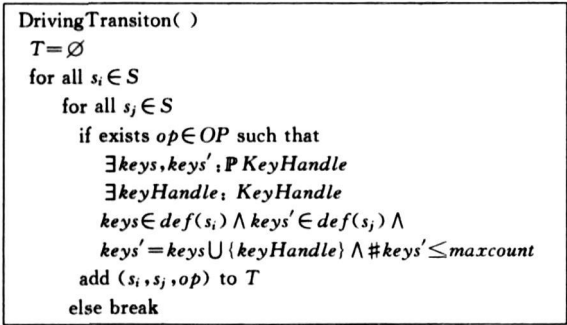 DrivingTransiton( )
T=∅
for all sᵢ∈S
for all sⱼ∈S
if exists op∈OP such that
∃keys,keys′:ℙ KeyHandle
∃keyHandle: KeyHandle
keys∈def(sᵢ)∧keys′∈def(sⱼ)∧
keys′=keys∪{keyHandle}∧#keys′≤maxcount
add (sᵢ,sⱼ,op) to T
else break